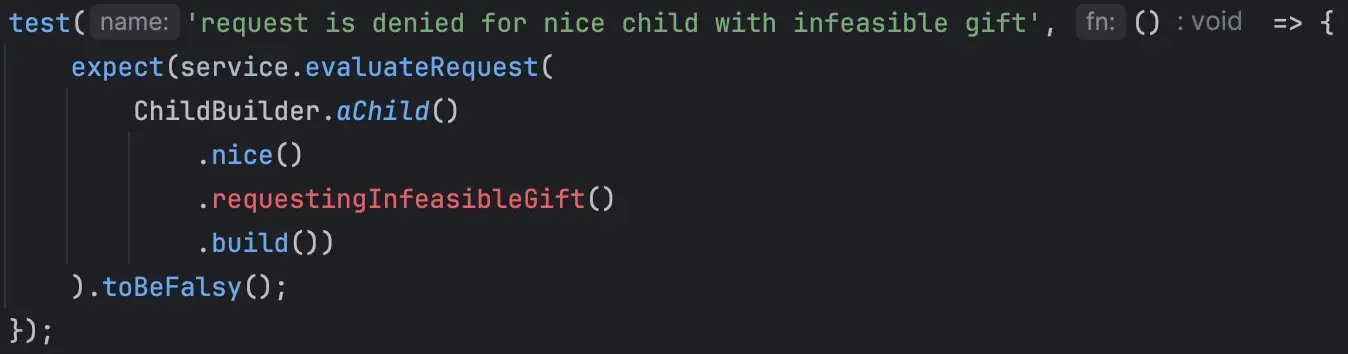 test( name: 'request is denied for nice child with infeasible gift', fn: () : void => {
    expect(service.evaluateRequest(
        ChildBuilder.aChild()
            .nice()
            .requestingInfeasibleGift()
            .build())
    ).toBeFalsy();
});